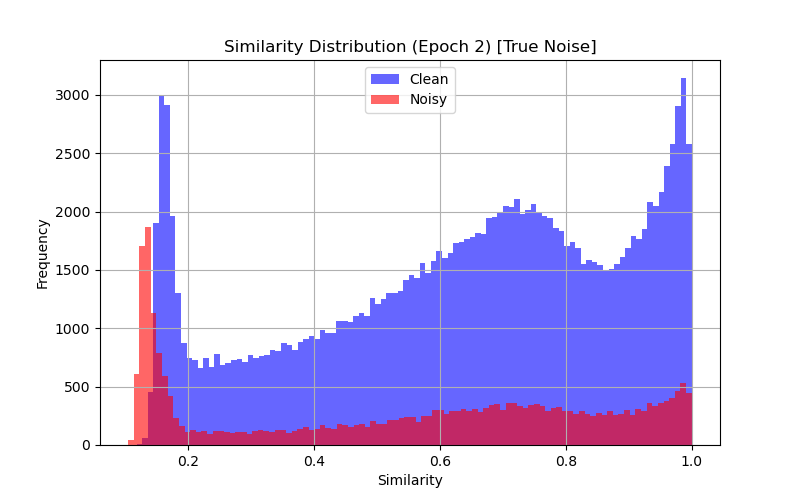 Similarity Distribution (Epoch 2) [True Noise]
Clean
Noisy
Frequency
3000
2500
2000
1500
1000
500
0
0.2 0.4 0.6 0.8 1.0
Similarity